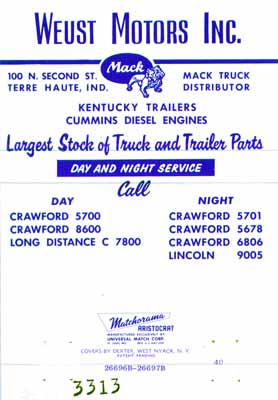 WEUST MOTORS INC.
100 N. SECOND ST.
TERRE HAUTE, IND.
Mack
MACK TRUCK
DISTRIBUTOR
KENTUCKY TRAILERS
CUMMINS DIESEL ENGINES
Largest Stock of Truck and Trailer Parts
DAY AND NIGHT SERVICE
Call
DAY
CRAWFORD 5700
CRAWFORD 8600
LONG DISTANCE C 7800
NIGHT
CRAWFORD 5701
CRAWFORD 5678
CRAWFORD 6806
LINCOLN 9005
Matchorama
ARISTOCRAT
MANUFACTURED EXCLUSIVELY BY
UNIVERSAL MATCH CORP.
COVERS BY DEXTER, WEST NYACK, N. Y.
PATENT PENDING
40
26696B-26697B
3313